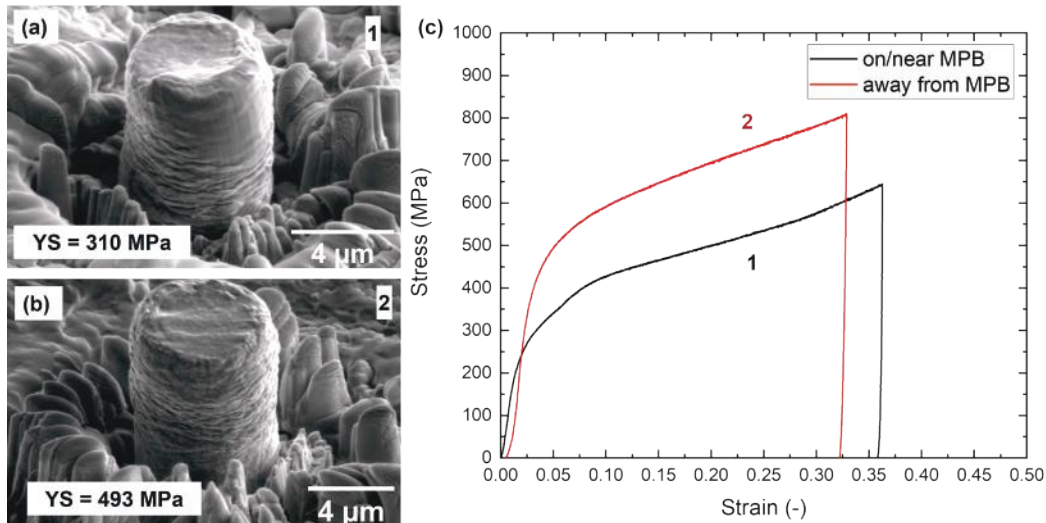 (a)
1
YS = 310 MPa
4 μm
(b)
2
YS = 493 MPa
4 μm
(c)
1000
900
800
700
600
500
400
300
200
100
0
Stress (MPa)
on/near MPB
away from MPB
2
1
0.00 0.05 0.10 0.15 0.20 0.25 0.30 0.35 0.40 0.45 0.50
Strain (-)